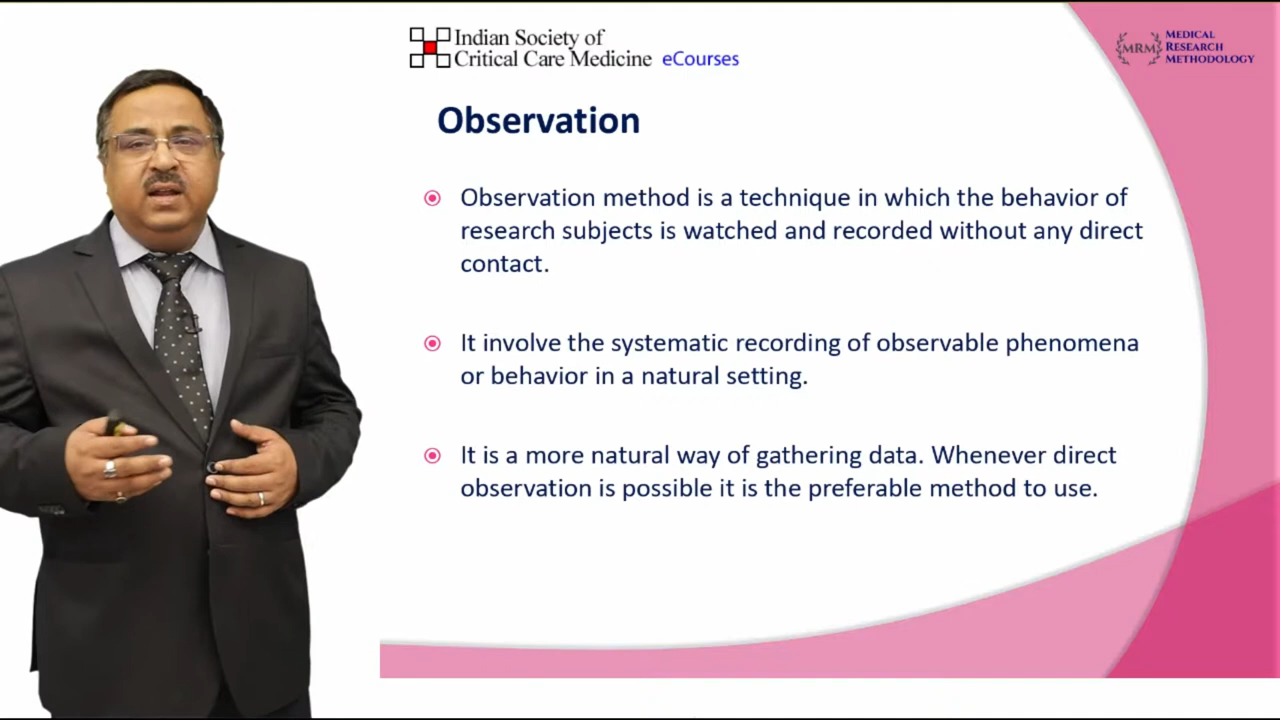 Indian Society of
Critical Care Medicine eCourses
MRM
MEDICAL
RESEARCH
METHODOLOGY
Observation
Observation method is a technique in which the behavior of
research subjects is watched and recorded without any direct
contact.
It involve the systematic recording of observable phenomena
or behavior in a natural setting.
It is a more natural way of gathering data. Whenever direct
observation is possible it is the preferable method to use.